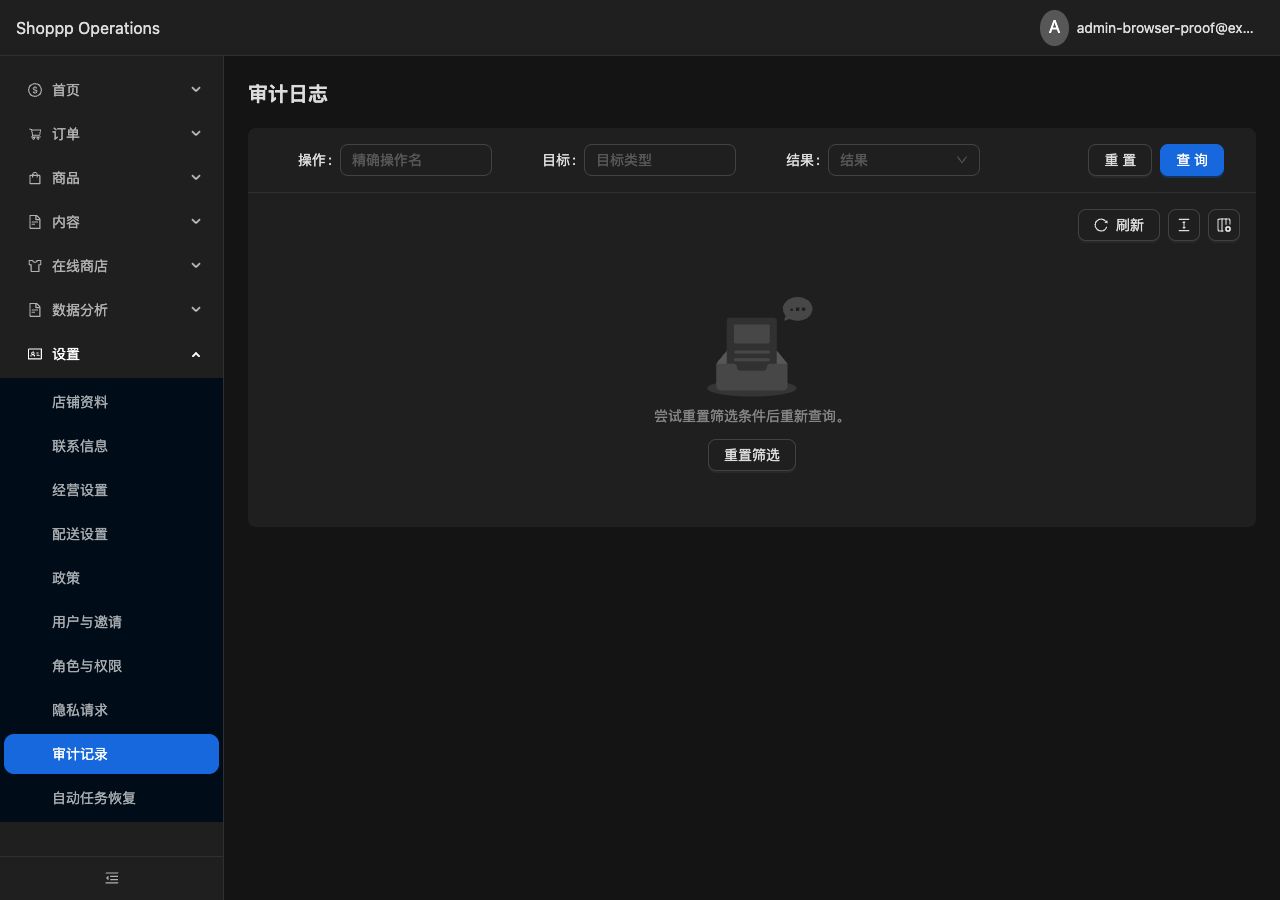 Shoppp Operations
A
admin-browser-proof@ex...
首页
订单
商品
内容
在线商店
数据分析
设置
店铺资料
联系信息
经营设置
配送设置
政策
用户与邀请
角色与权限
隐私请求
审计记录
自动任务恢复
审计日志
操作: 精确操作名
目标: 目标类型
结果: 结果
重 置
查 询
刷新
尝试重置筛选条件后重新查询。
重置筛选